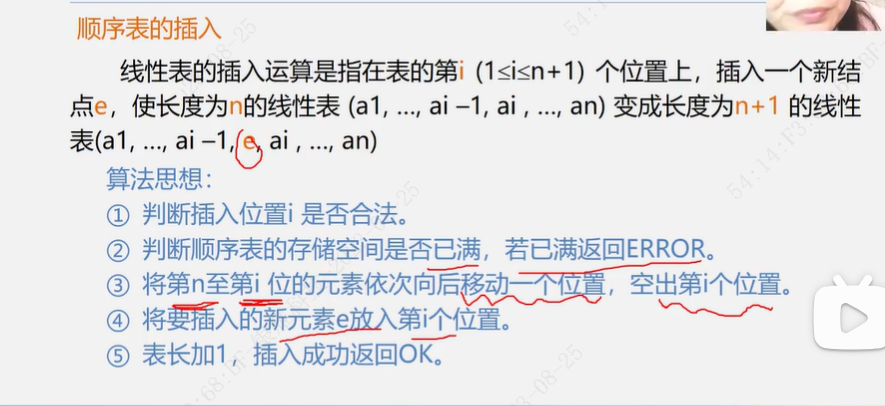 顺序表的插入
线性表的插入运算是指在表的第i (1≤i≤n+1) 个位置上，插入一个新结
点e，使长度为n的线性表 (a1, ..., ai –1, ai , ..., an) 变成长度为n+1 的线性
表(a1, ..., ai –1, e, ai , ..., an)
算法思想：
① 判断插入位置i 是否合法。
② 判断顺序表的存储空间是否已满，若已满返回ERROR。
③ 将第n至第i 位的元素依次向后移动一个位置，空出第i个位置。
④ 将要插入的新元素e放入第i个位置。
⑤ 表长加1，插入成功返回OK。